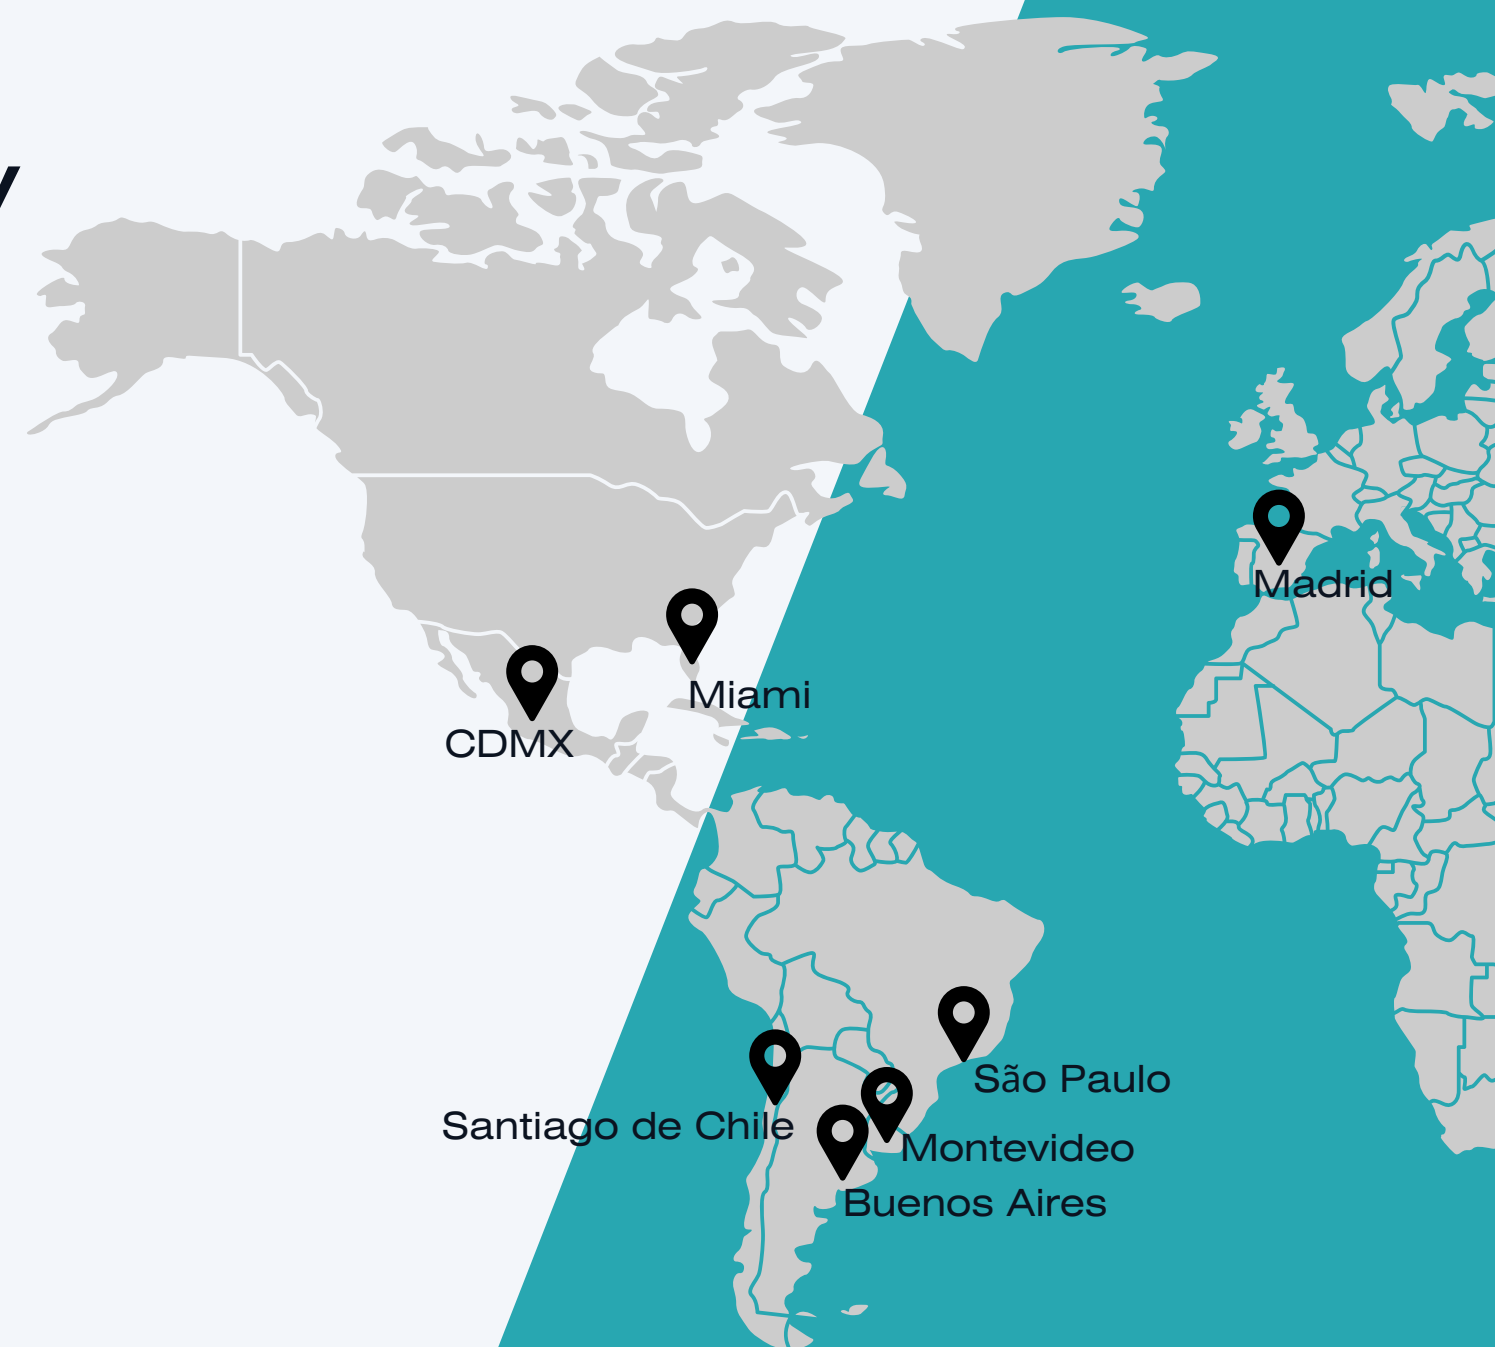 Madrid
Miami
CDMX
São Paulo
Santiago de Chile
Montevideo
Buenos Aires